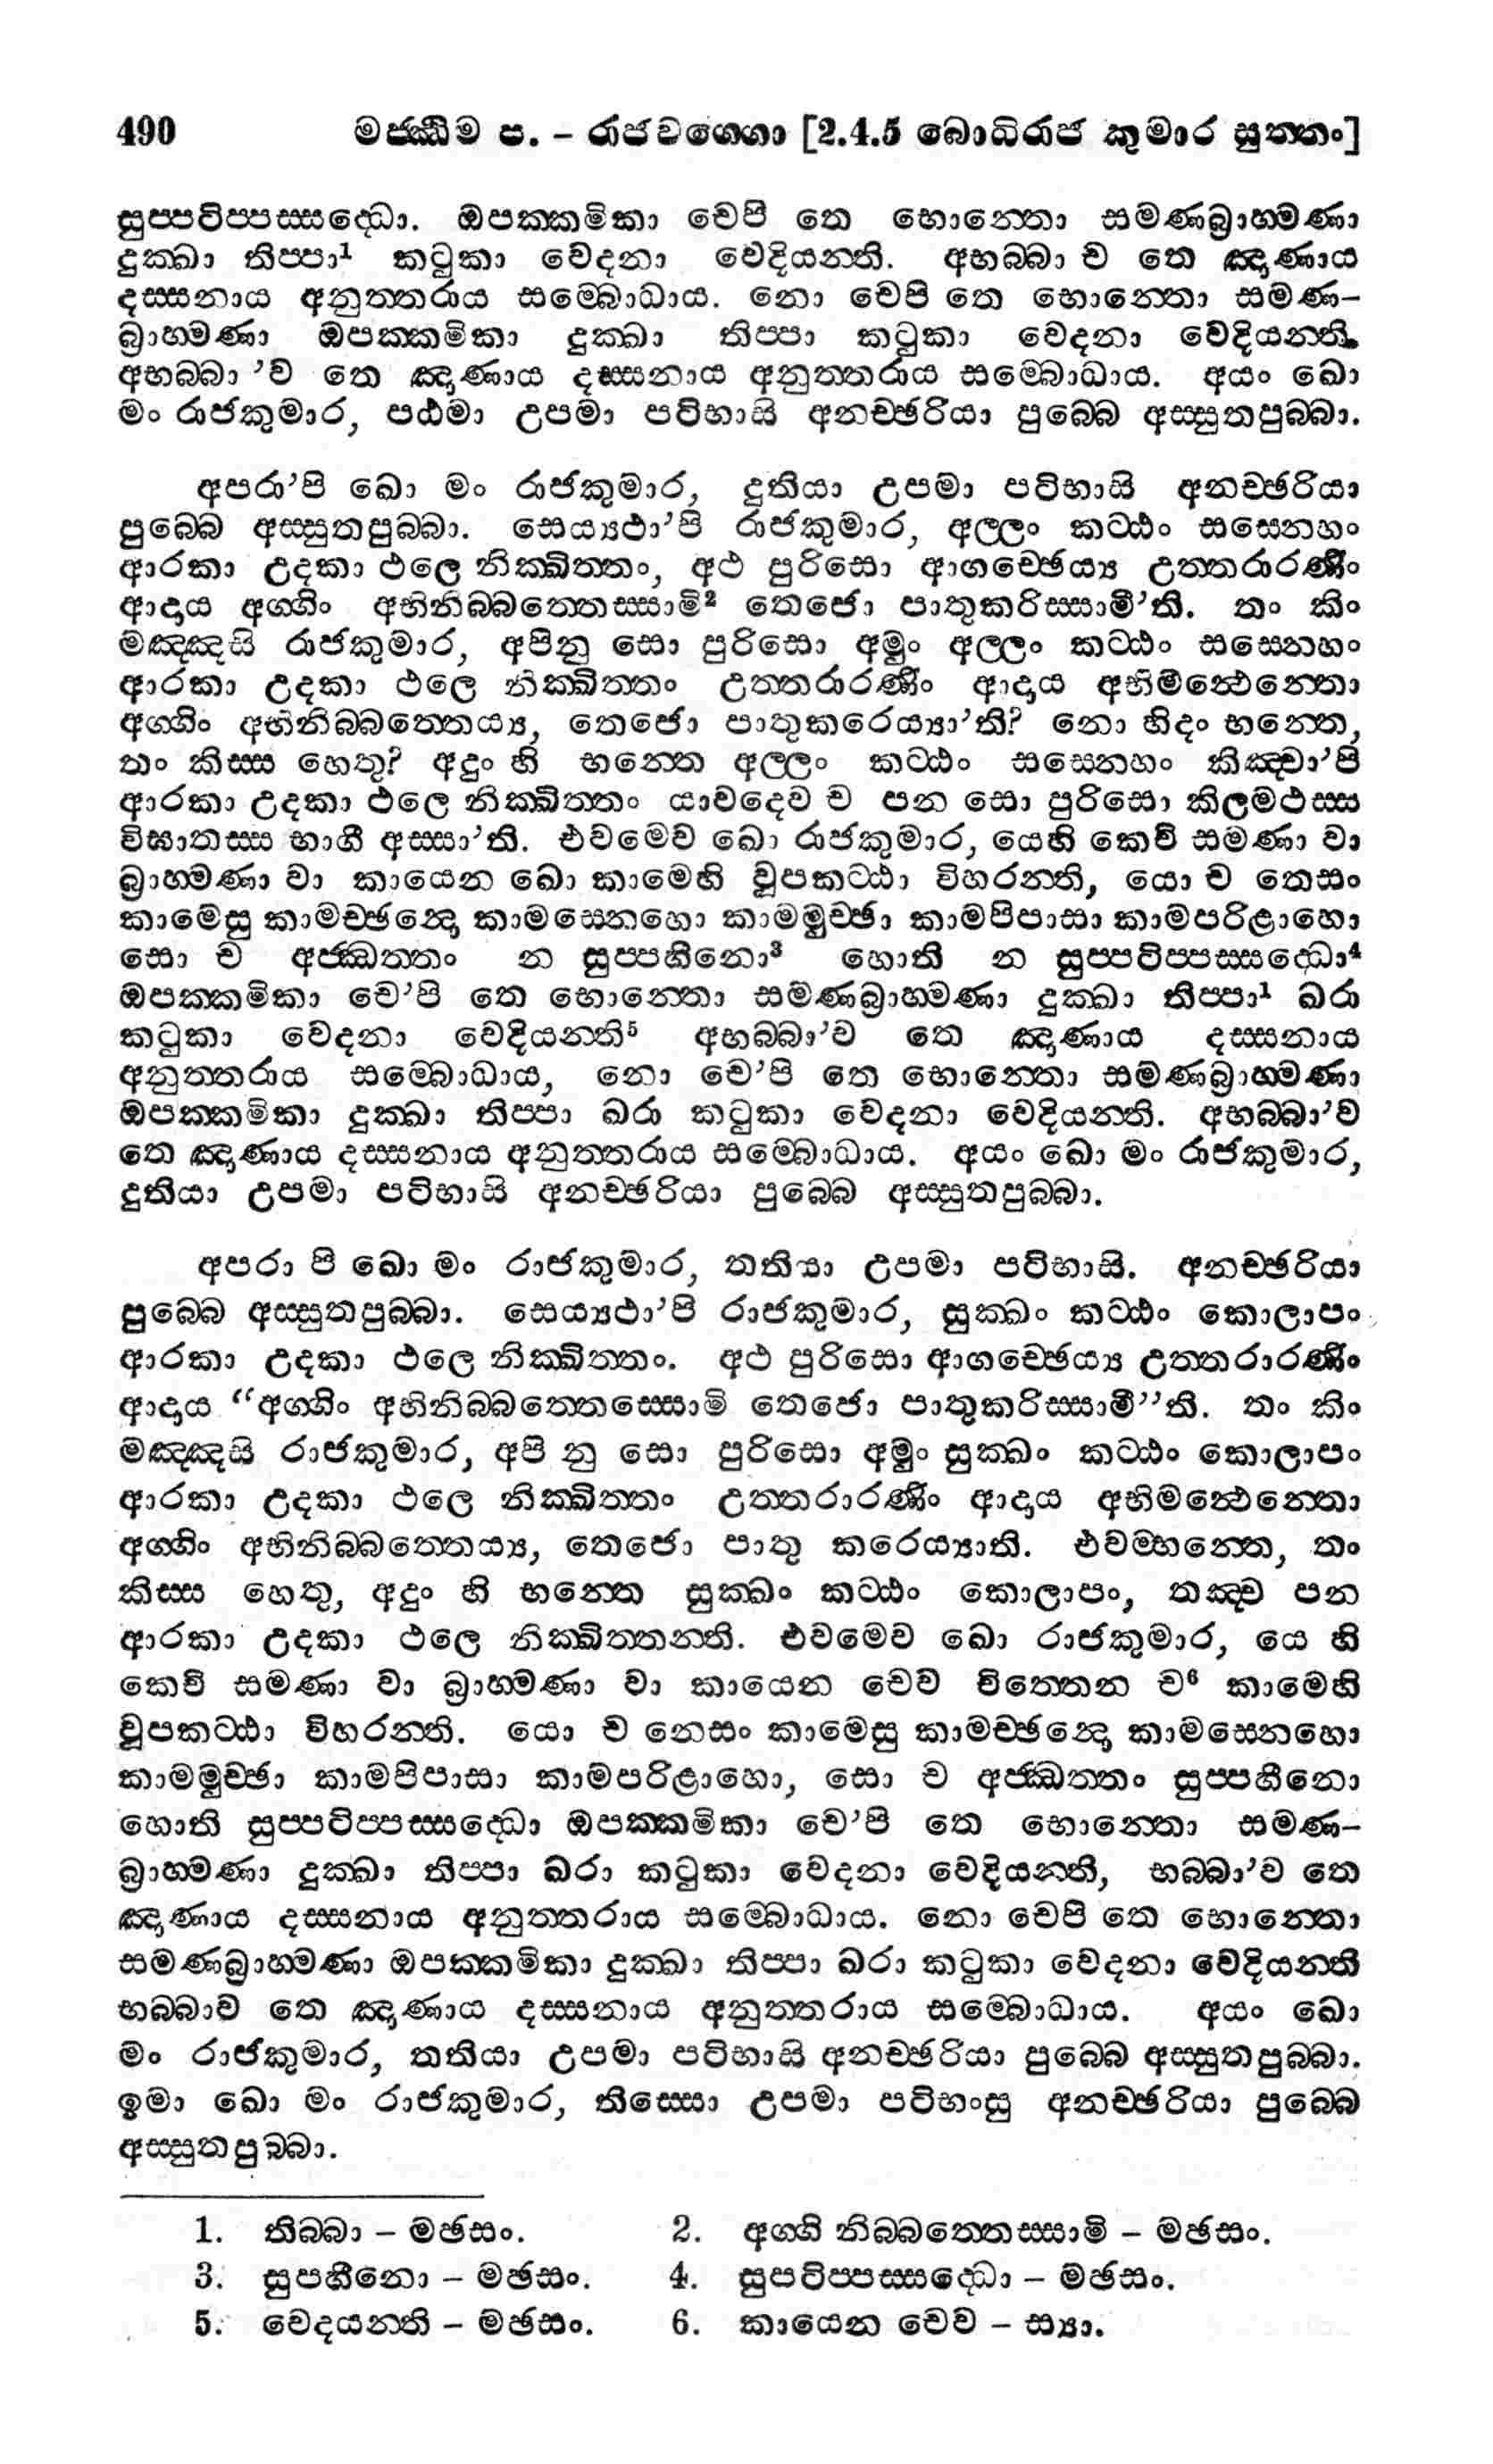 490 මජ්ඣිම ප. – රාජවග්ගො [2.4.5 බොධිරාජ කුමාර සුත්තං]
සුප්පටිප්පස්සද්ධො. ඔපක්කමිකා චෙපි තෙ භොන්තො සමණබ්‍රාහ්මණා
දුක්ඛා තිප්පා¹ කටුකා වෙදනා වෙදියන්ති. අභබ්බා ච තෙ ඤාණාය
දස්සනාය අනුත්තරාය සම්බොධාය. නො චෙපි තෙ භොන්තො සමණ–
බ්‍රාහ්මණා ඔපක්කමිකා දුක්ඛා තිප්පා කටුකා වෙදනා වෙදියන්ති.
අභබ්බා ’ව තෙ ඤාණාය දස්සනාය අනුත්තරාය සම්බොධාය. අයං ඛො
මං රාජකුමාර, පඨමා උපමා පටිභාසි අනච්ඡරියා පුබ්බෙ අස්සුතපුබ්බා.
අපරා’පි ඛො මං රාජකුමාර, දුතියා උපමා පටිභාසි අනච්ඡරියා
පුබ්බෙ අස්සුතපුබ්බා. සෙය්‍යථා’පි රාජකුමාර, අල්ලං කට්ඨං සස්නෙහං
ආරකා උදකා ථලෙ නික්ඛිත්තං, අථ පුරිසො ආගච්ඡෙය්‍ය උත්තරාරණිං
ආදාය අග්ගිං අභිනිබ්බත්තෙස්සාමි² තෙජො පාතුකරිස්සාමී’ති. තං කිං
මඤ්ඤසි රාජකුමාර, අපිනු සො පුරිසො අමුං අල්ලං කට්ඨං සස්නෙහං
ආරකා උදකා ථලෙ නික්ඛිත්තං උත්තරාරණිං ආදාය අභිමන්ථෙන්තො
අග්ගිං අභිනිබ්බත්තෙය්‍ය, තෙජො පාතුකරෙය්‍යා’ති? නො හිදං භන්තෙ,
තං කිස්ස හෙතු? අදුං හි භන්තෙ අල්ලං කට්ඨං සස්නෙහං කිඤ්චා’පි
ආරකා උදකා ථලෙ නික්ඛිත්තං යාවදෙව ච පන සො පුරිසො කිලමථස්ස
විඝාතස්ස භාගී අස්සා’ති. එවමෙව ඛො රාජකුමාර, යෙහි කෙචි සමණා වා
බ්‍රාහ්මණා වා කායෙන ඛො කාමෙහි වූපකට්ඨා විහරන්ති, යො ච තෙසං
කාමෙසු කාමච්ඡන්දො කාමස්නෙහො කාමමුච්ඡා කාමපිපාසා කාමපරිළාහො
සො ච අජ්ඣත්තං න සුප්පහීනො³ හොති න සුප්පටිප්පස්සද්ධො⁴
ඔපක්කමිකා චෙ’පි තෙ භොන්තො සමණබ්‍රාහ්මණා දුක්ඛා තිප්පා¹ ඛරා
කටුකා වෙදනා වෙදියන්ති⁵ අභබ්බා’ව තෙ ඤාණාය දස්සනාය
අනුත්තරාය සම්බොධාය, නො චෙ’පි තෙ භොන්තො සමණබ්‍රාහ්මණා
ඔපක්කමිකා දුක්ඛා තිප්පා ඛරා කටුකා වෙදනා වෙදියන්ති. අභබ්බා’ව
තෙ ඤාණාය දස්සනාය අනුත්තරාය සම්බොධාය. අයං ඛො මං රාජකුමාර,
දුතියා උපමා පටිභාසි අනච්ඡරියා පුබ්බෙ අස්සුතපුබ්බා.
අපරා පි ඛො මං රාජකුමාර, තතියා උපමා පටිභාසි. අනච්ඡරියා
පුබ්බෙ අස්සුතපුබ්බා. සෙය්‍යථා’පි රාජකුමාර, සුක්ඛං කට්ඨං කොලාපං
ආරකා උදකා ථලෙ නික්ඛිත්තං. අථ පුරිසො ආගච්ඡෙය්‍ය උත්තරාරණිං
ආදාය “අග්ගිං අභිනිබ්බත්තෙස්සොමි තෙජො පාතුකරිස්සාමී”ති. තං කිං
මඤ්ඤසි රාජකුමාර, අපි නු සො පුරිසො අමුං සුක්ඛං කට්ඨං කොලාපං
ආරකා උදකා ථලෙ නික්ඛිත්තං උත්තරාරණිං ආදාය අභිමන්ථෙන්තො
අග්ගිං අභිනිබ්බත්තෙය්‍ය, තෙජො පාතු කරෙය්‍යාති. එවම්භන්තෙ, තං
කිස්ස හෙතු, අදුං හි භන්තෙ සුක්ඛං කට්ඨං කොලාපං, තඤ්ච පන
ආරකා උදකා ථලෙ නික්ඛිත්තන්ති. එවමෙව ඛො රාජකුමාර, යෙ හි
කෙචි සමණා වා බ්‍රාහ්මණා වා කායෙන චෙව චිත්තෙන ච⁶ කාමෙහි
වූපකට්ඨා විහරන්ති. යො ච නෙසං කාමෙසු කාමච්ඡන්දො කාමස්නෙහො
කාමමුච්ඡා කාමපිපාසා කාමපරිළාහො, සො ච අජ්ඣත්තං සුප්පහීනො
හොති සුප්පටිප්පස්සද්ධො ඔපක්කමිකා චෙ’පි තෙ භොන්තො සමණ–
බ්‍රාහ්මණා දුක්ඛා තිප්පා ඛරා කටුකා වෙදනා වෙදියන්ති, භබ්බා’ව තෙ
ඤාණාය දස්සනාය අනුත්තරාය සම්බොධාය. නො චෙපි තෙ භොන්තො
සමණබ්‍රාහ්මණා ඔපක්කමිකා දුක්ඛා තිප්පා ඛරා කටුකා වෙදනා වෙදියන්ති
භබ්බාව තෙ ඤාණාය දස්සනාය අනුත්තරාය සම්බොධාය. අයං ඛො
මං රාජකුමාර, තතියා උපමා පටිභාසි අනච්ඡරියා පුබ්බෙ අස්සුතපුබ්බා.
ඉමා ඛො මං රාජකුමාර, තිස්සො උපමා පටිභංසු අනච්ඡරියා පුබ්බෙ
අස්සුතපුබ්බා.
1. තිබ්බා – මඡසං. 2. අග්ගි නිබ්බත්තෙස්සාමි – මඡසං.
3. සුපහීනො – මඡසං. 4. සුපටිප්පස්සද්ධො – මඡසං.
5. වෙදයන්ති – මඡසං. 6. කායෙන චෙව – ස්‍යා.